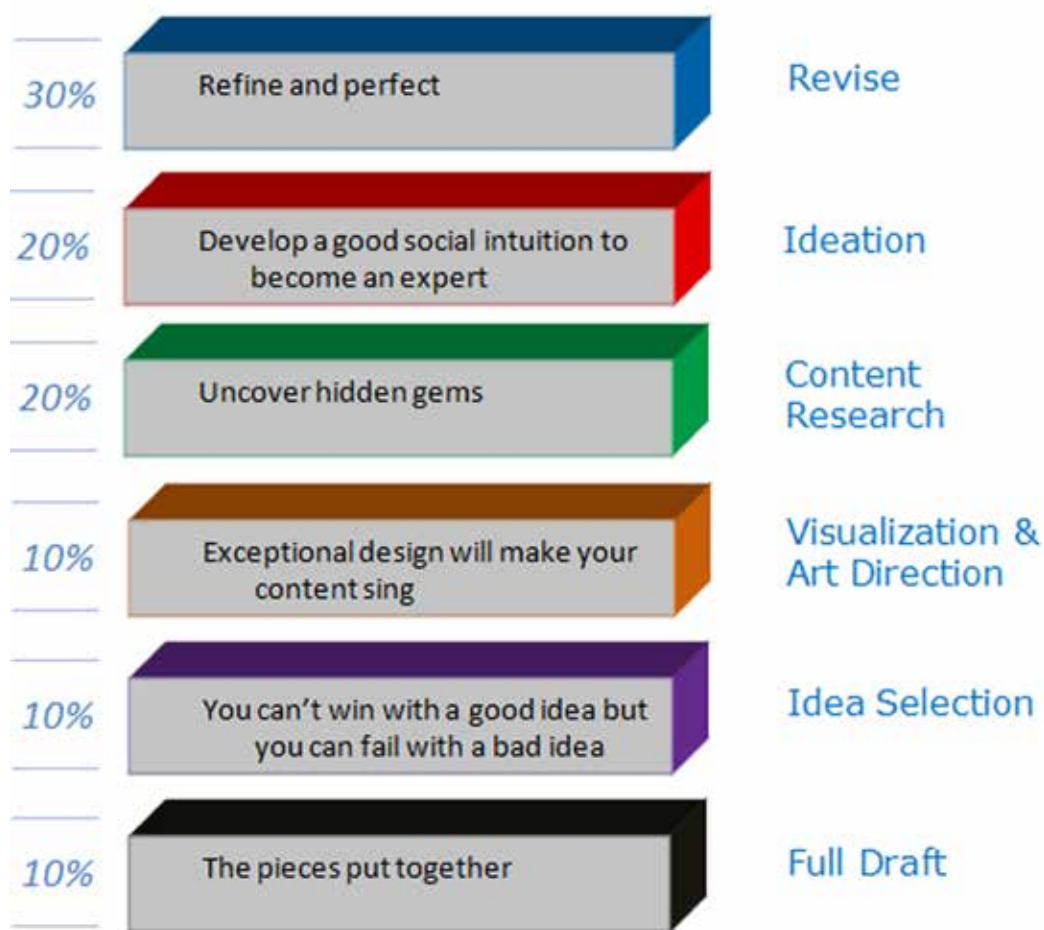 30%
Refine and perfect
Revise
20%
Develop a good social intuition to
become an expert
Ideation
20%
Uncover hidden gems
Content
Research
10%
Exceptional design will make your
content sing
Visualization &
Art Direction
10%
You can't win with a good idea but
you can fail with a bad idea
Idea Selection
10%
The pieces put together
Full Draft